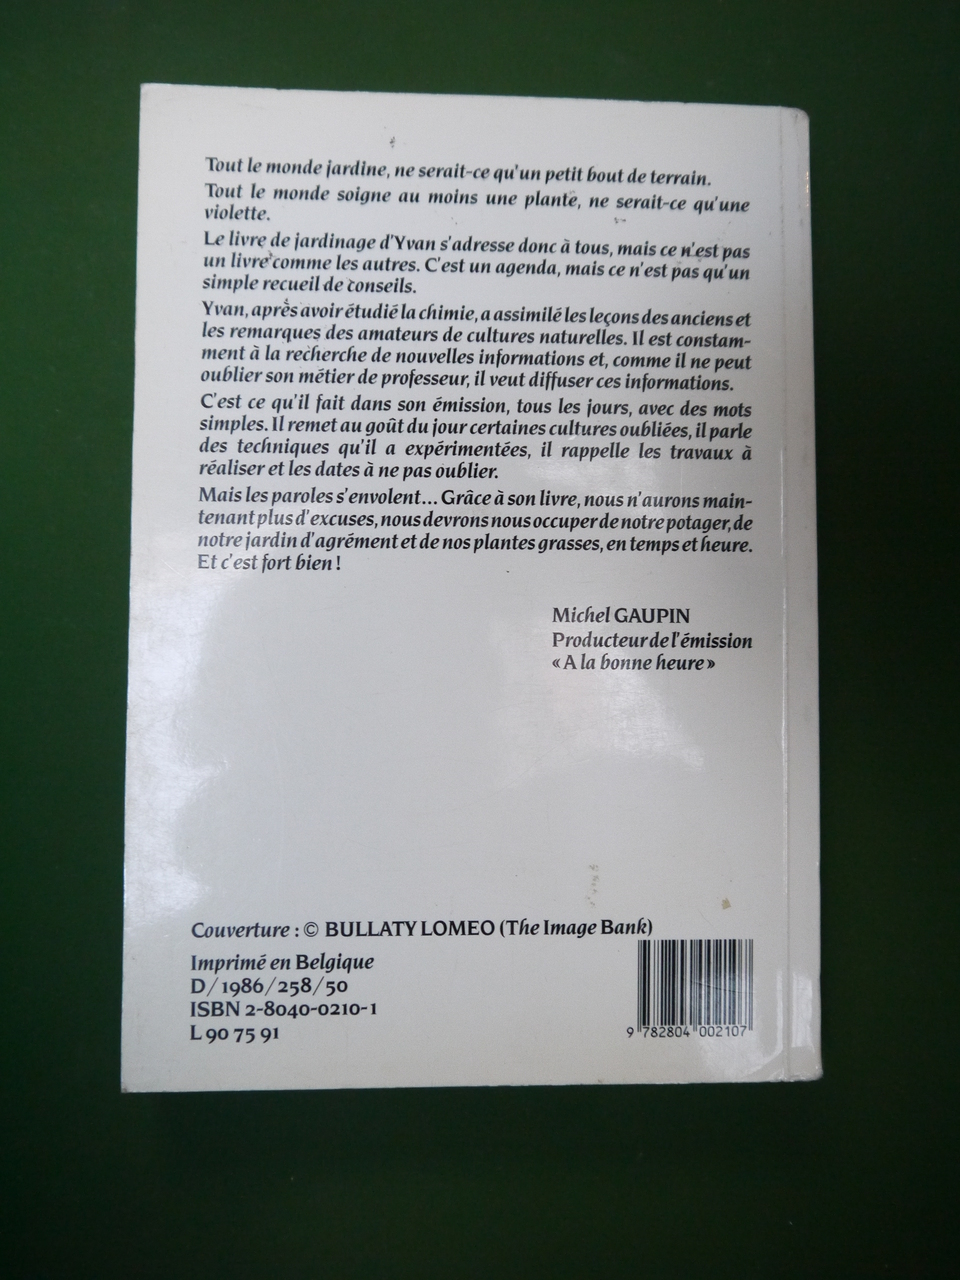 Tout le monde jardine, ne serait-ce qu'un petit bout de terrain.
Tout le monde soigne au moins une plante, ne serait-ce qu'une
violette.
Le livre de jardinage d'Yvan s'adresse donc à tous, mais ce n'est pas
un livre comme les autres. C'est un agenda, mais ce n'est pas qu'un
simple recueil de conseils.
Yvan, après avoir étudié la chimie, a assimilé les leçons des anciens et
les remarques des amateurs de cultures naturelles. Il est constam-
ment à la recherche de nouvelles informations et, comme il ne peut
oublier son métier de professeur, il veut diffuser ces informations.
C'est ce qu'il fait dans son émission, tous les jours, avec des mots
simples. Il remet au goût du jour certaines cultures oubliées, il parle
des techniques qu'il a expérimentées, il rappelle les travaux à
réaliser et les dates à ne pas oublier.
Mais les paroles s'envolent... Grâce à son livre, nous n'aurons main-
tenant plus d'excuses, nous devrons nous occuper de notre potager, de
notre jardin d'agrément et de nos plantes grasses, en temps et heure.
Et c'est fort bien !
Michel GAUPIN
Producteur de l'émission
« A la bonne heure »
Couverture : © BULLATY LOMEO (The Image Bank)
Imprimé en Belgique
D/1986/258/50
ISBN 2-8040-0210-1
L 90 75 91
9 782804 002107